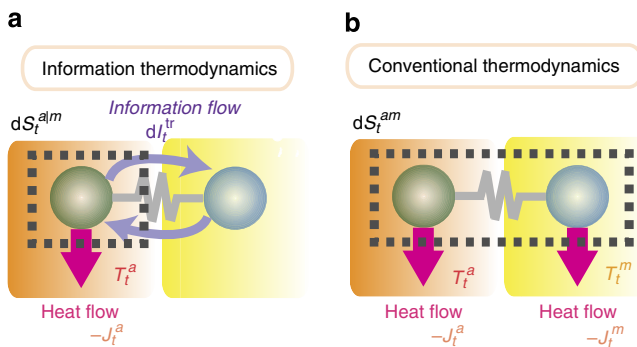 a
Information thermodynamics
Information flow
dS_t^{a|m}
dI_t^{tr}
T_t^a
Heat flow
−J_t^a
b
Conventional thermodynamics
dS_t^{am}
T_t^a
T_t^m
Heat flow
Heat flow
−J_t^a
−J_t^m